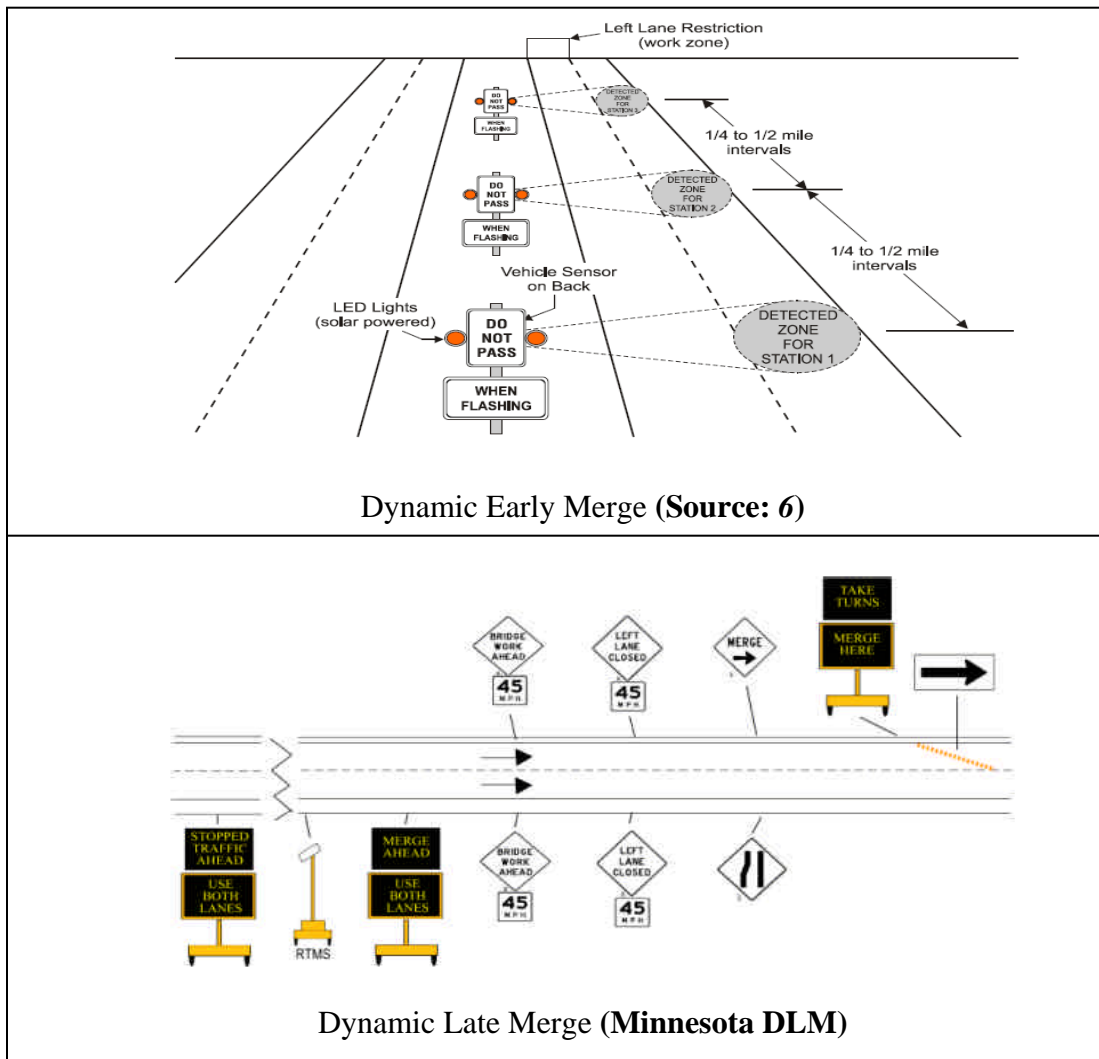 Left Lane Restriction
(work zone)
DO
NOT
PASS
WHEN
FLASHING
DETECTED
ZONE
FOR
STATION 3
1/4 to 1/2 mile
intervals
DO
NOT
PASS
WHEN
FLASHING
DETECTED
ZONE
FOR
STATION 2
1/4 to 1/2 mile
intervals
Vehicle Sensor
on Back
LED Lights
(solar powered)
DO
NOT
PASS
WHEN
FLASHING
DETECTED
ZONE
FOR
STATION 1
Dynamic Early Merge (Source: 6)
BRIDGE
WORK
AHEAD
45
MPH
LEFT
LANE
CLOSED
45
MPH
MERGE
TAKE
TURNS
MERGE
HERE
STOPPED
TRAFFIC
AHEAD
USE
BOTH
LANES
RTMS
MERGE
AHEAD
USE
BOTH
LANES
BRIDGE
WORK
AHEAD
45
MPH
LEFT
LANE
CLOSED
45
MPH
Dynamic Late Merge (Minnesota DLM)